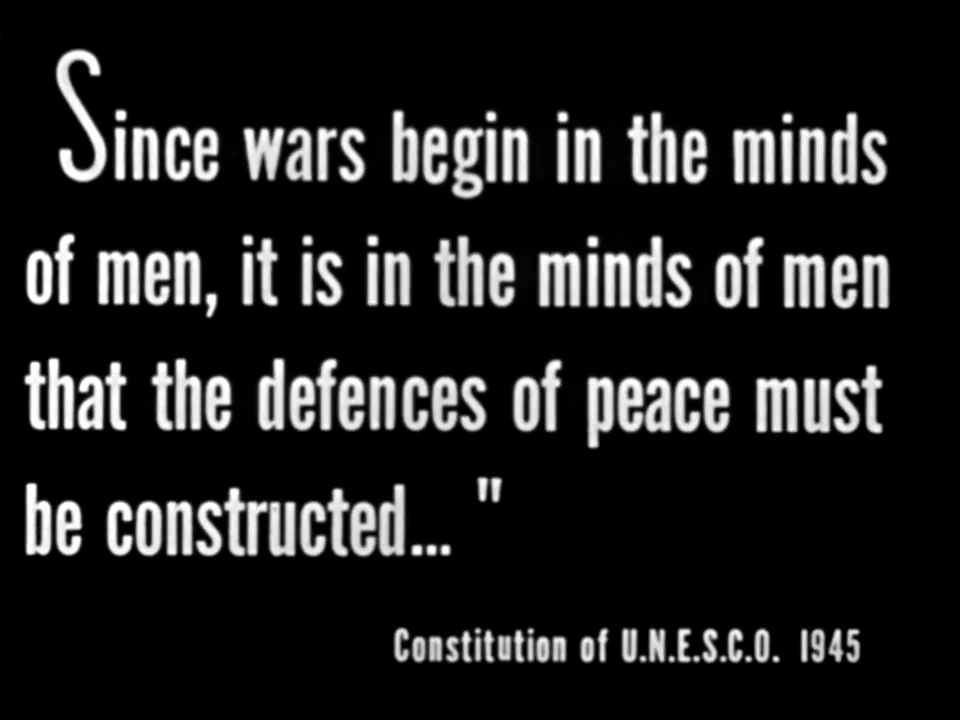 Since wars begin in the minds
of men, it is in the minds of men
that the defences of peace must
be constructed... "
Constitution of U.N.E.S.C.O. 1945